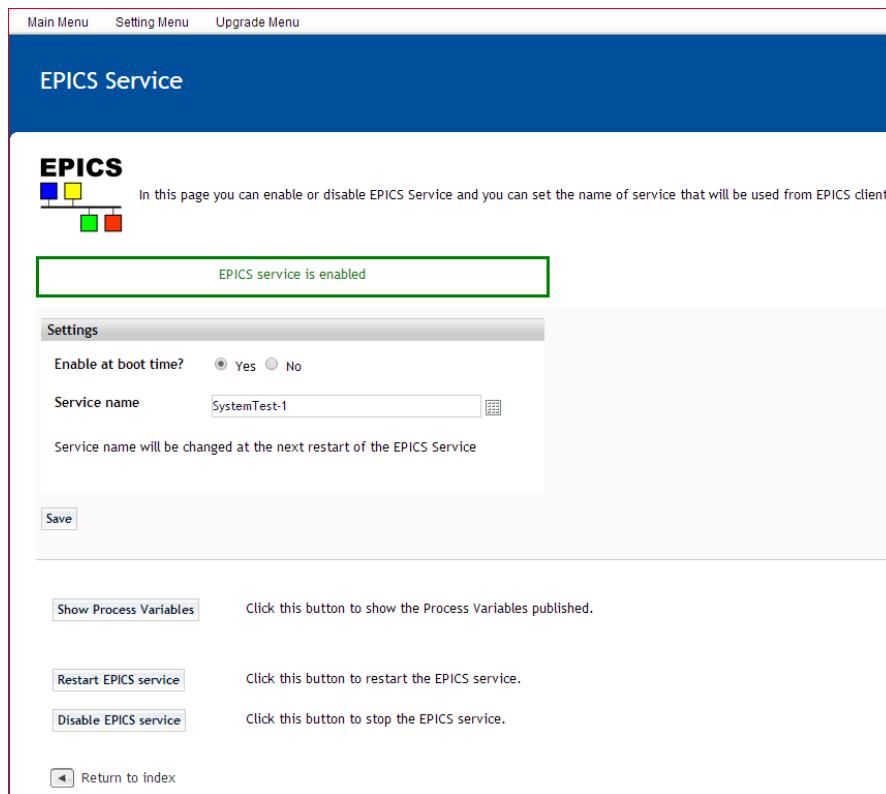 Main Menu Setting Menu Upgrade Menu
EPICS Service
EPICS
In this page you can enable or disable EPICS Service and you can set the name of service that will be used from EPICS client
EPICS service is enabled
Settings
Enable at boot time? Yes No
Service name SystemTest-1
Service name will be changed at the next restart of the EPICS Service
Save
Show Process Variables Click this button to show the Process Variables published.
Restart EPICS service Click this button to restart the EPICS service.
Disable EPICS service Click this button to stop the EPICS service.
Return to index